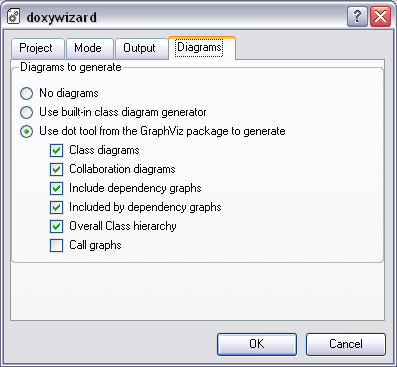 doxywizard
Project Mode Output Diagrams
Diagrams to generate
No diagrams
Use built-in class diagram generator
Use dot tool from the GraphViz package to generate
Class diagrams
Collaboration diagrams
Include dependency graphs
Included by dependency graphs
Overall Class hierarchy
Call graphs
OK Cancel